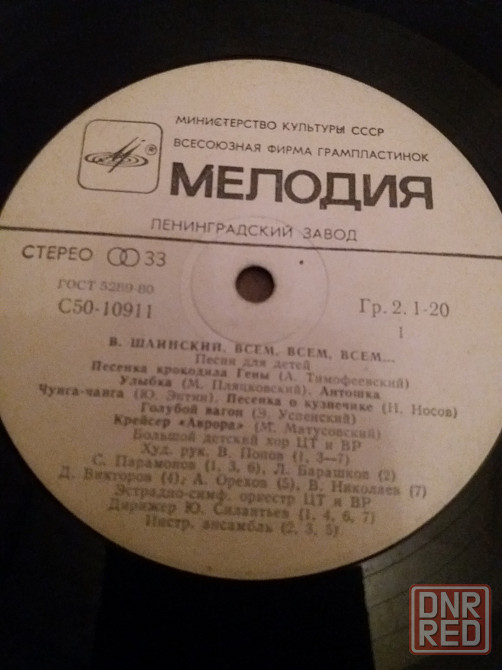 МИНИСТЕРСТВО КУЛЬТУРЫ СССР
ВСЕСОЮЗНАЯ ФИРМА ГРАМПЛАСТИНОК
МЕЛОДИЯ
ЛЕНИНГРАДСКИЙ ЗАВОД
СТЕРЕО 33
ГОСТ 5289-80
С50-10911
Гр. 2. 1-20
1
В. ШАИНСКИЙ. ВСЕМ, ВСЕМ, ВСЕМ...
Песни для детей
Песенка крокодила Гены (А. Тимофеевский)
Улыбка (М. Пляцковский). Антошка
Чунга-чанга (Ю. Энтин). Песенка о кузнечике (Н. Носов)
Голубой вагон (Э. Успенский)
Крейсер «Аврора» (М. Матусовский)
Большой детский хор ЦТ и ВР
Худ. рук. В. Попов (1, 3—7)
С. Парамонов (1, 3, 6), Л. Барашков (2)
Д. Викторов (4), А. Орехов (5), В. Николаев (7)
Эстрадно-симф. оркестр ЦТ и ВР
Дирижер Ю. Силантьев (1, 4, 6, 7)
Инстр. ансамбль (2, 3, 5)
DNR
RED